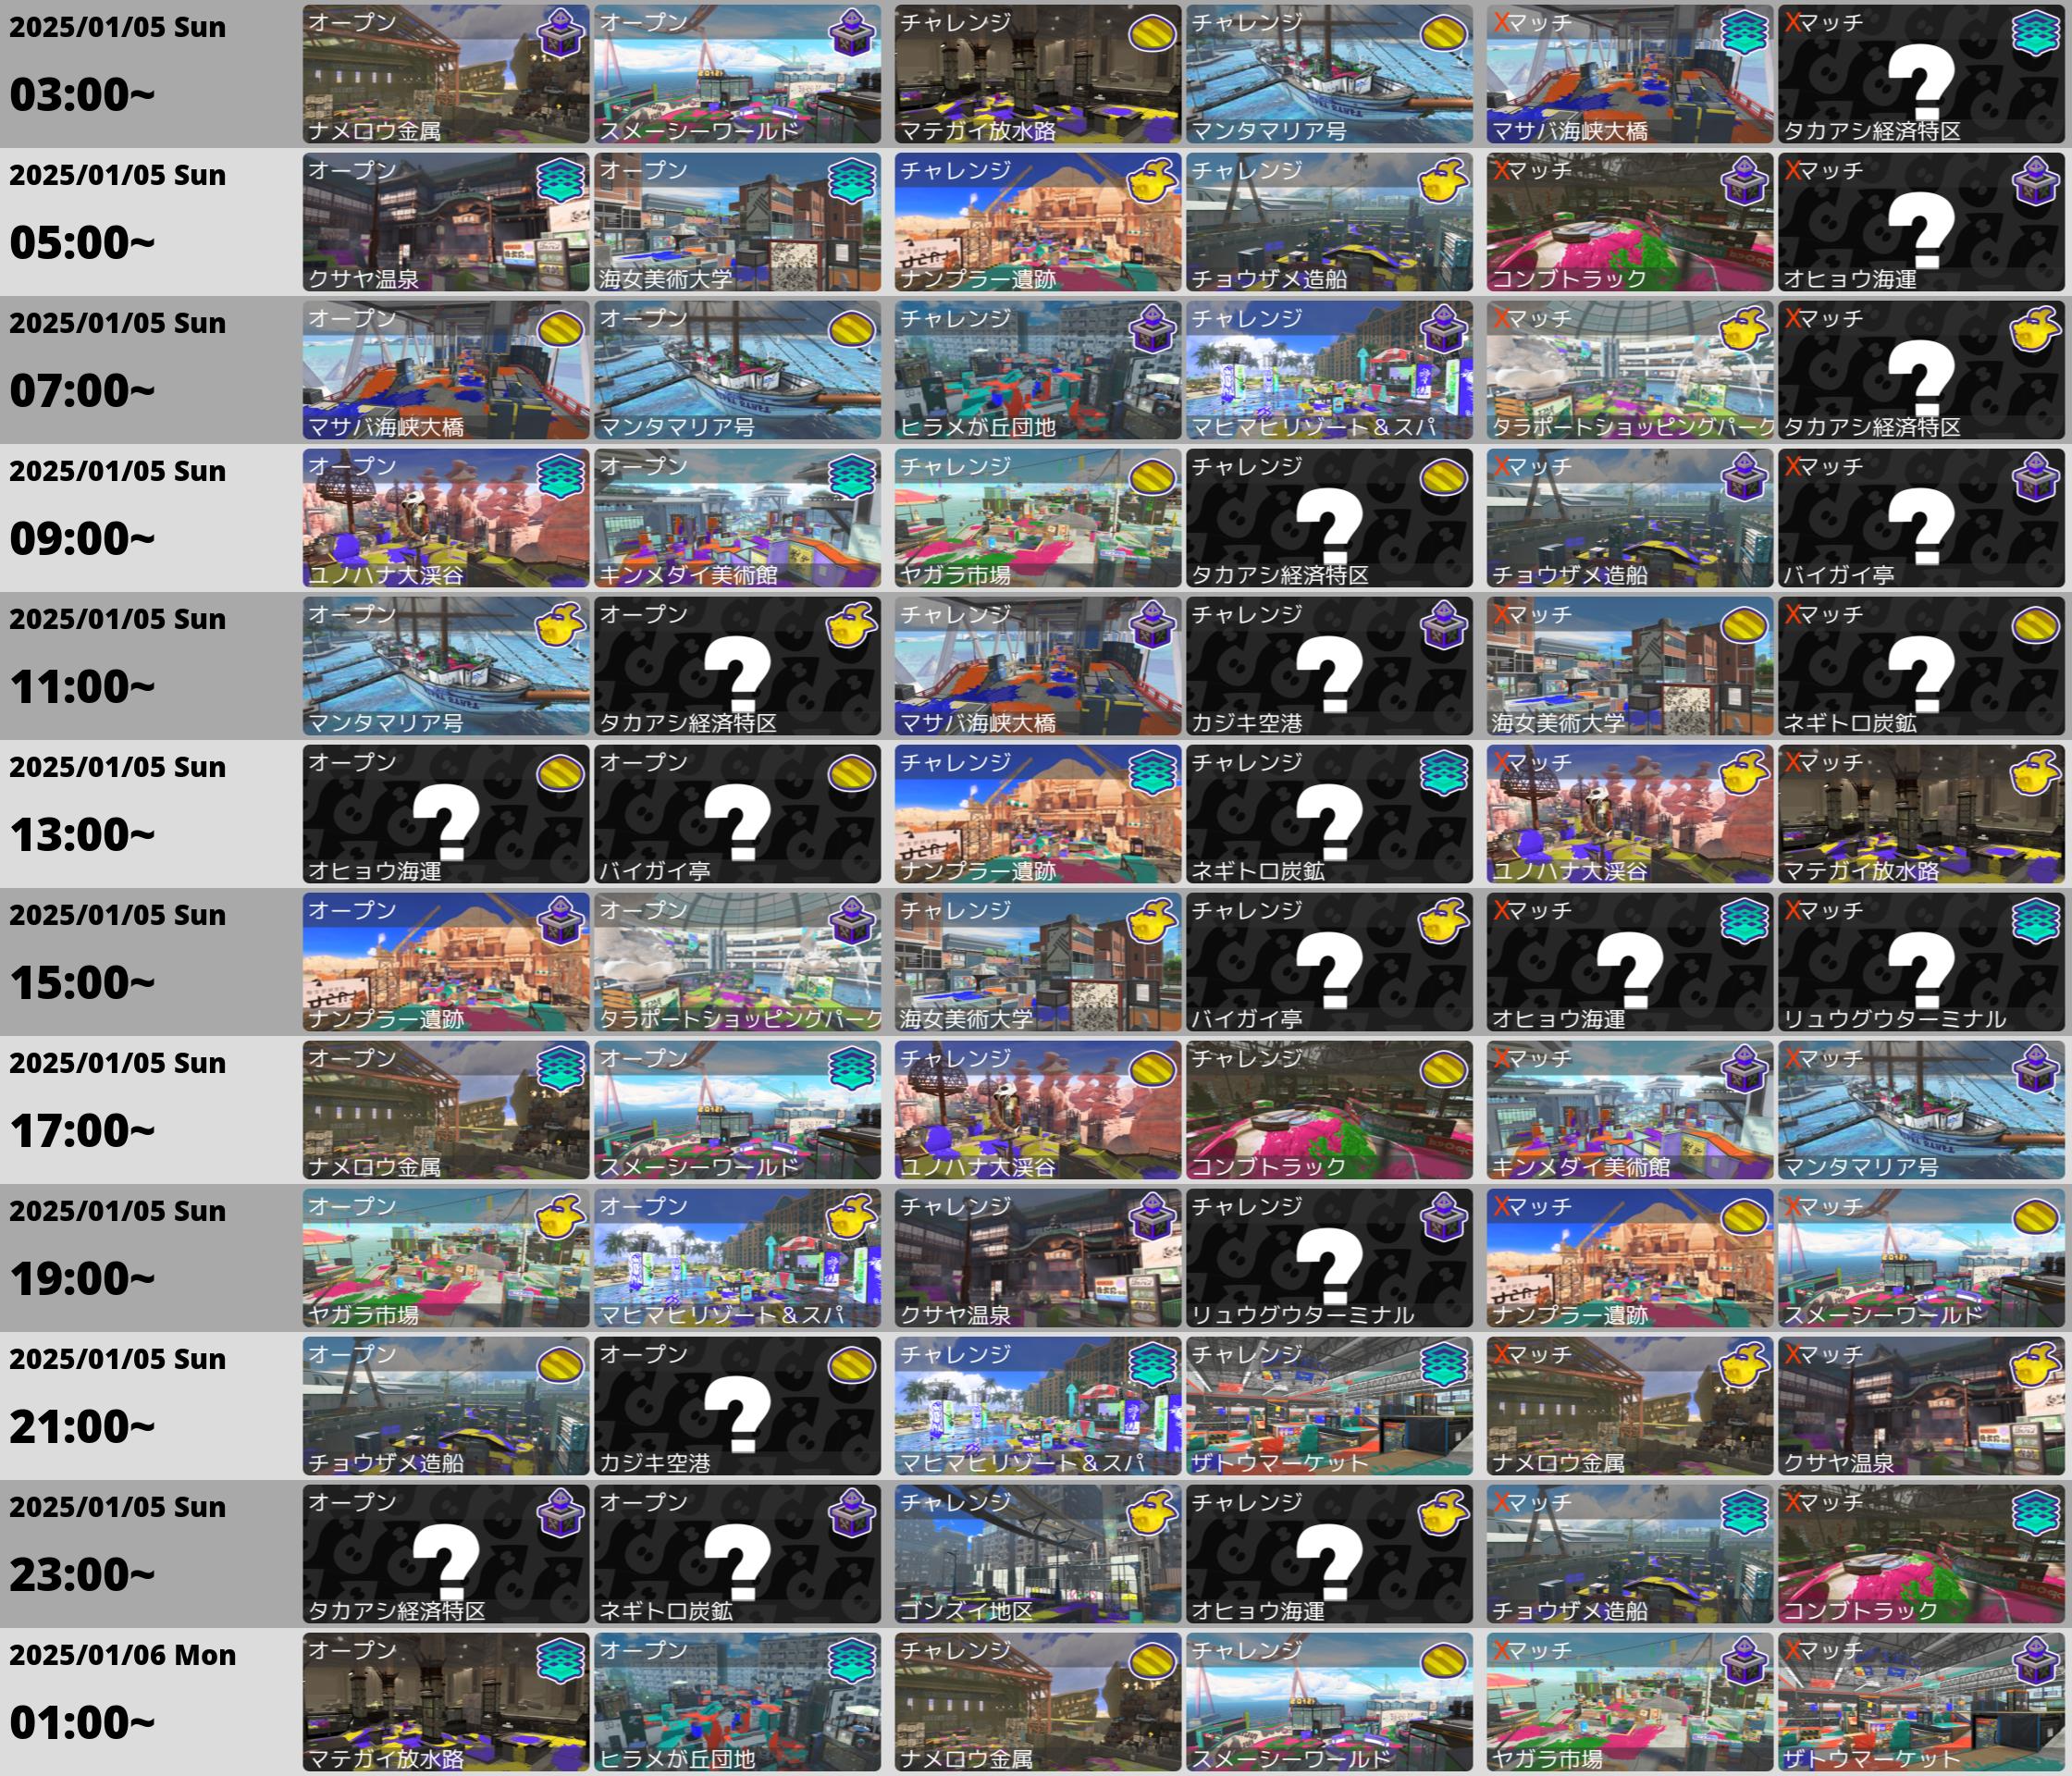 2025/01/05 Sun
03:00~
オープン
ナメロウ金属
オープン
スメーシーワールド
チャレンジ
マテガイ放水路
チャレンジ
マンタマリア号
Xマッチ
マサバ海峡大橋
Xマッチ
タカアシ経済特区
2025/01/05 Sun
05:00~
オープン
クサヤ温泉
オープン
海女美術大学
チャレンジ
ナンプラー遺跡
チャレンジ
チョウザメ造船
Xマッチ
コンブトラック
Xマッチ
オヒョウ海運
2025/01/05 Sun
07:00~
オープン
マサバ海峡大橋
オープン
マンタマリア号
チャレンジ
ヒラメが丘団地
チャレンジ
マヒマヒリゾート＆スパ
Xマッチ
タラポートショッピングパーク
Xマッチ
タカアシ経済特区
2025/01/05 Sun
09:00~
オープン
ユノハナ大渓谷
オープン
キンメダイ美術館
チャレンジ
ヤガラ市場
チャレンジ
タカアシ経済特区
Xマッチ
チョウザメ造船
Xマッチ
バイガイ亭
2025/01/05 Sun
11:00~
オープン
マンタマリア号
オープン
タカアシ経済特区
チャレンジ
マサバ海峡大橋
チャレンジ
カジキ空港
Xマッチ
海女美術大学
Xマッチ
ネギトロ炭鉱
2025/01/05 Sun
13:00~
オープン
オヒョウ海運
オープン
バイガイ亭
チャレンジ
ナンプラー遺跡
チャレンジ
ネギトロ炭鉱
Xマッチ
ユノハナ大渓谷
Xマッチ
マテガイ放水路
2025/01/05 Sun
15:00~
オープン
ナンプラー遺跡
オープン
タラポートショッピングパーク
チャレンジ
海女美術大学
チャレンジ
バイガイ亭
Xマッチ
オヒョウ海運
Xマッチ
リュウグウターミナル
2025/01/05 Sun
17:00~
オープン
ナメロウ金属
オープン
スメーシーワールド
チャレンジ
ユノハナ大渓谷
チャレンジ
コンブトラック
Xマッチ
キンメダイ美術館
Xマッチ
マンタマリア号
2025/01/05 Sun
19:00~
オープン
ヤガラ市場
オープン
マヒマヒリゾート＆スパ
チャレンジ
クサヤ温泉
チャレンジ
リュウグウターミナル
Xマッチ
ナンプラー遺跡
Xマッチ
スメーシーワールド
2025/01/05 Sun
21:00~
オープン
チョウザメ造船
オープン
カジキ空港
チャレンジ
マヒマヒリゾート＆スパ
チャレンジ
ザトウマーケット
Xマッチ
ナメロウ金属
Xマッチ
クサヤ温泉
2025/01/05 Sun
23:00~
オープン
タカアシ経済特区
オープン
ネギトロ炭鉱
チャレンジ
ゴンズイ地区
チャレンジ
オヒョウ海運
Xマッチ
チョウザメ造船
Xマッチ
コンブトラック
2025/01/06 Mon
01:00~
オープン
マテガイ放水路
オープン
ヒラメが丘団地
チャレンジ
ナメロウ金属
チャレンジ
スメーシーワールド
Xマッチ
ヤガラ市場
Xマッチ
ザトウマーケット